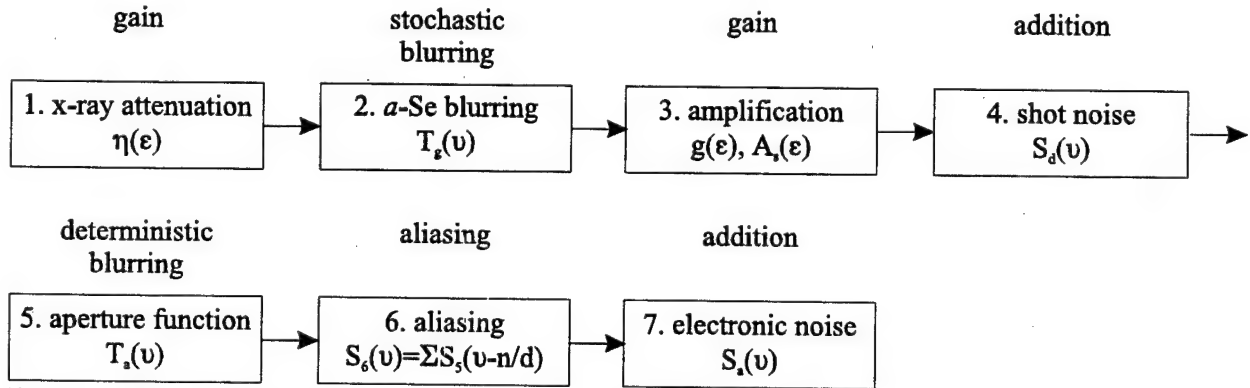 gain
stochastic
blurring
gain
addition
1. x-ray attenuation
η(ε)
2. a-Se blurring
Tg(υ)
3. amplification
g(ε), As(ε)
4. shot noise
Sd(υ)
deterministic
blurring
aliasing
addition
5. aperture function
Ta(υ)
6. aliasing
S6(υ)=ΣS5(υ-n/d)
7. electronic noise
Sa(υ)